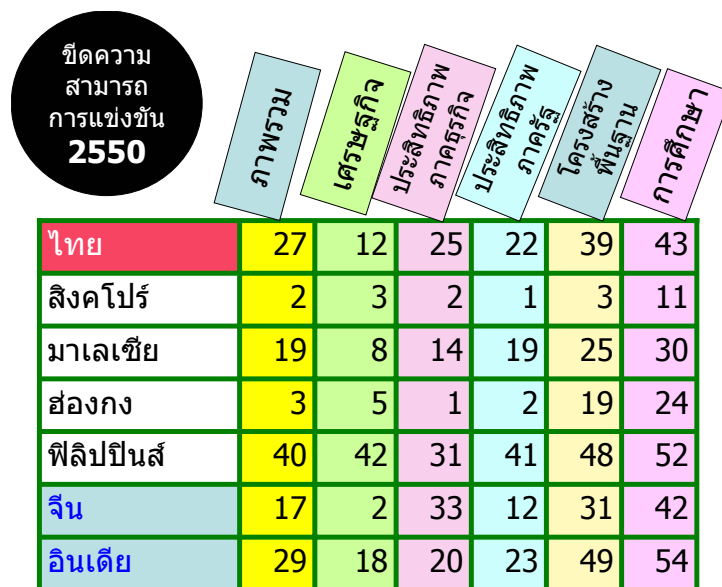 ขีดความ
สามารถ
การแข่งขัน
2550
ภาพรวม
เศรษฐกิจ
ประสิทธิภาพ
ภาคธุรกิจ
ประสิทธิภาพ
ภาครัฐ
โครงสร้าง
พื้นฐาน
การศึกษา
ไทย 27 12 25 22 39 43
สิงคโปร์ 2 3 2 1 3 11
มาเลเซีย 19 8 14 19 25 30
ฮ่องกง 3 5 1 2 19 24
ฟิลิปปินส์ 40 42 31 41 48 52
จีน 17 2 33 12 31 42
อินเดีย 29 18 20 23 49 54